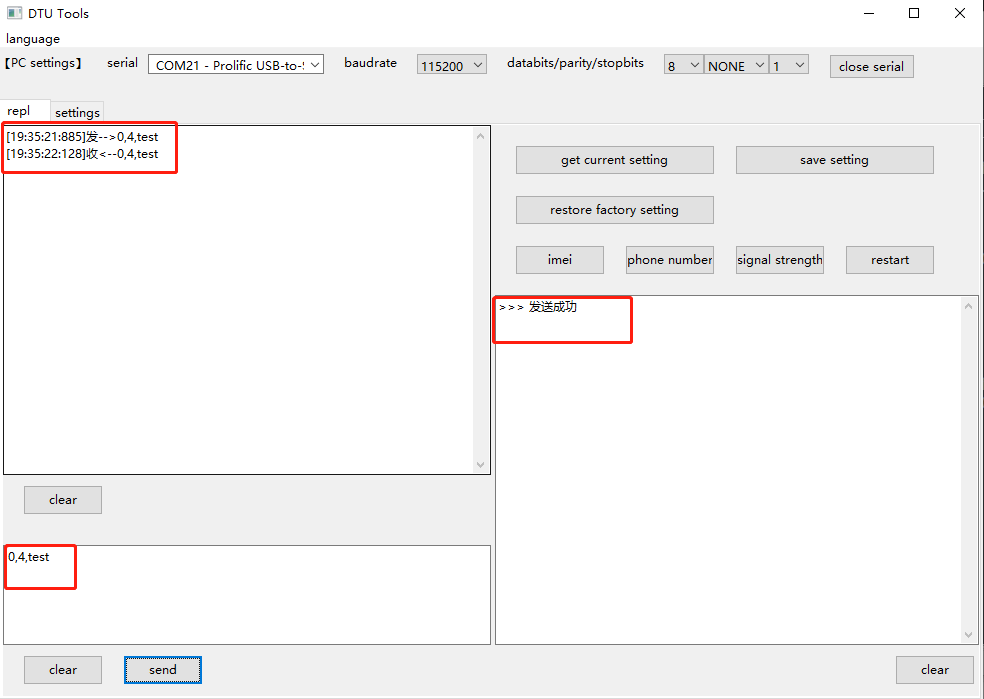 DTU Tools
language
【PC settings】 serial COM21 - Prolific USB-to-S baudrate 115200 databits/parity/stopbits 8 NONE 1 close serial
repl settings
[19:35:21:885]发-->0,4,test
[19:35:22:128]收<--0,4,test
get current setting save setting
restore factory setting
imei phone number signal strength restart
>>> 发送成功
clear
0,4,test
clear send clear